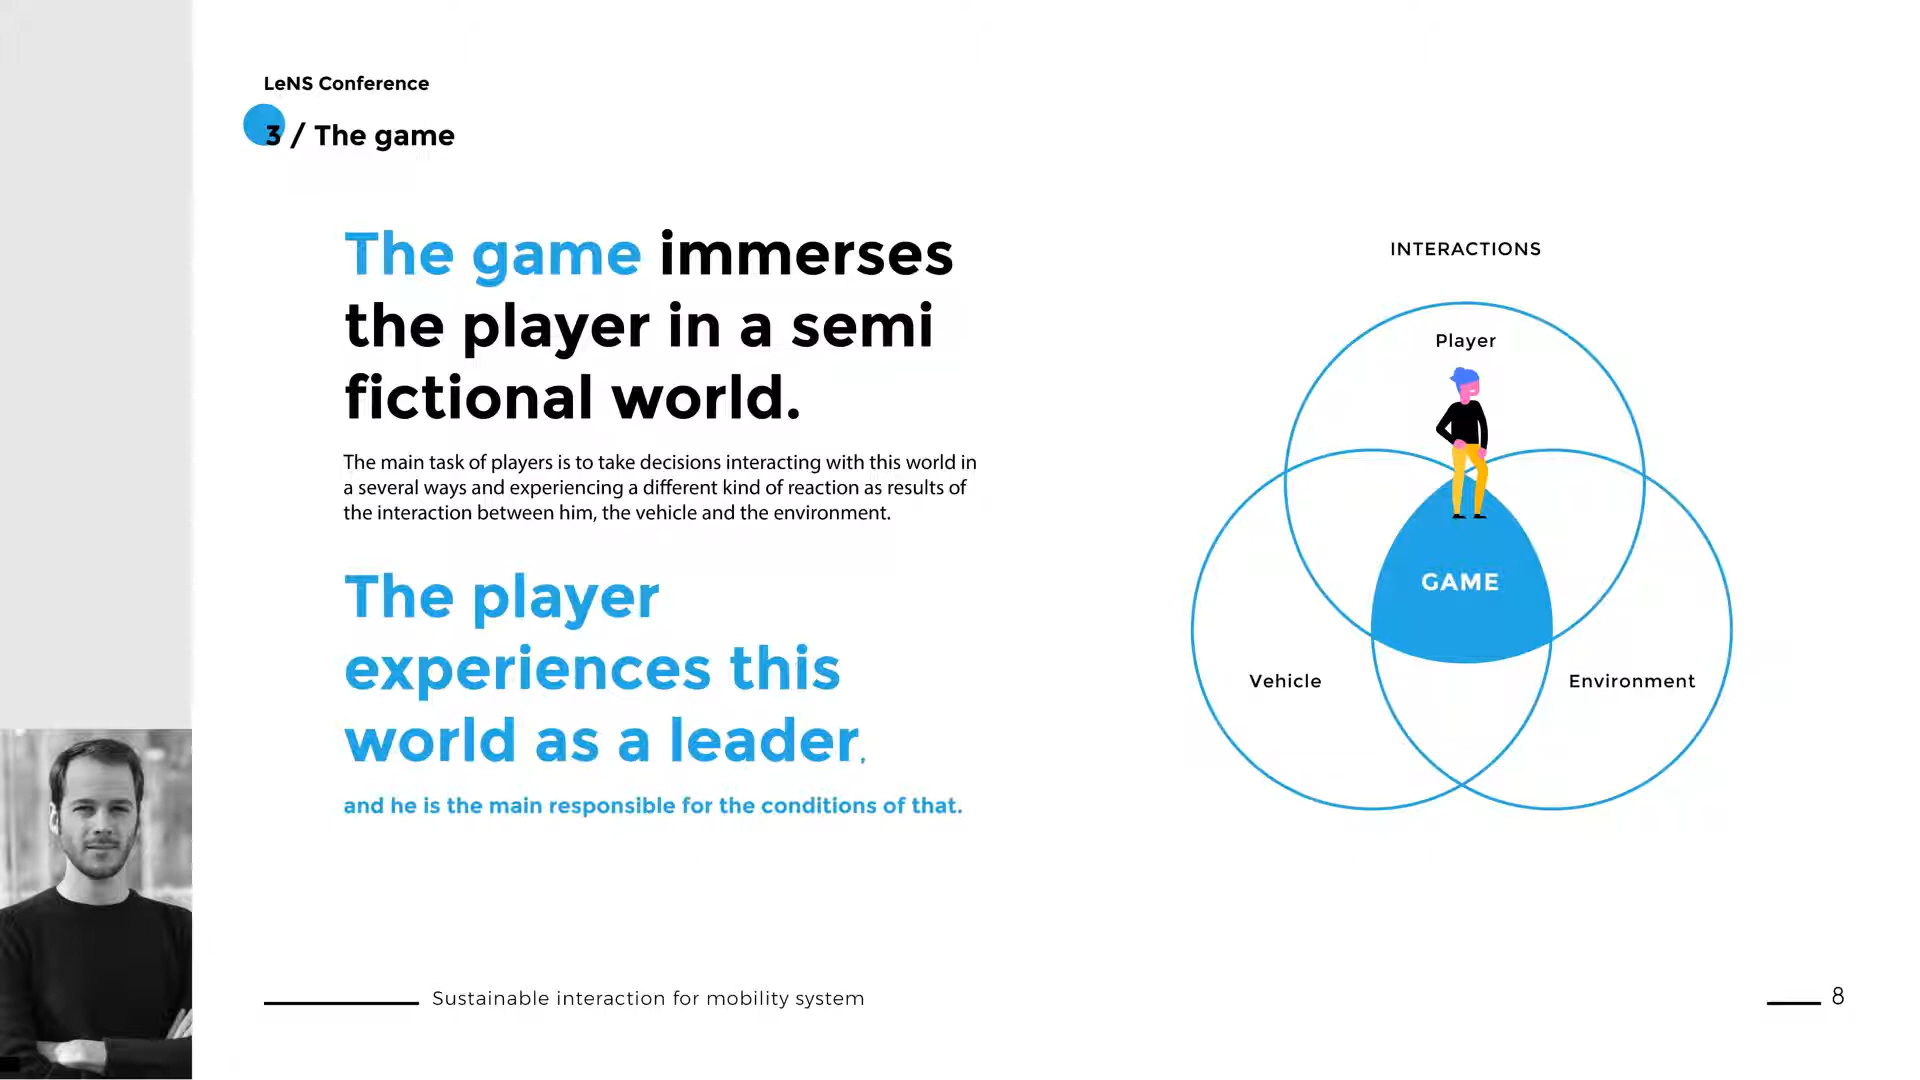 LeNS Conference
3 / The game
The game immerses
the player in a semi
fictional world.
The main task of players is to take decisions interacting with this world in
a several ways and experiencing a different kind of reaction as results of
the interaction between him, the vehicle and the environment.
The player
experiences this
world as a leader,
and he is the main responsible for the conditions of that.
INTERACTIONS
Player
GAME
Vehicle
Environment
Sustainable interaction for mobility system
8